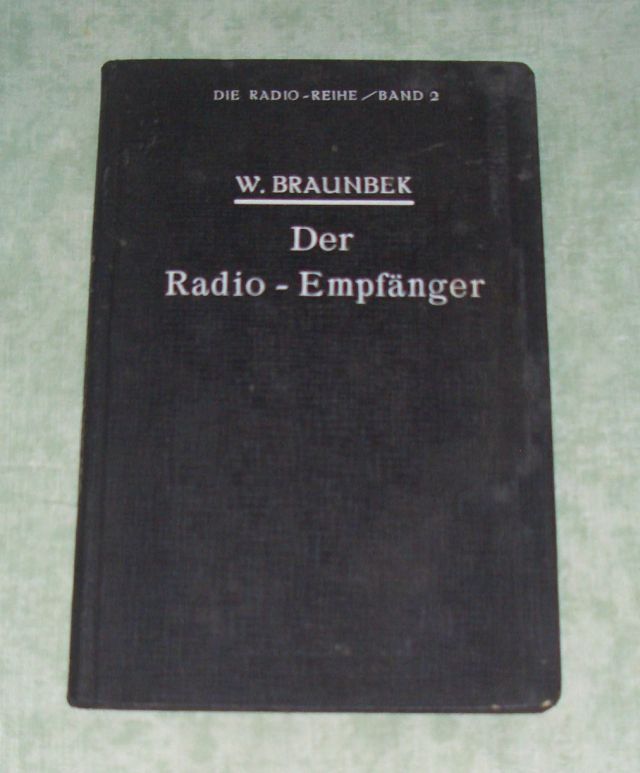 DIE RADIO-REIHE / BAND 2
W. BRAUNBEK
Der
Radio - Empfänger